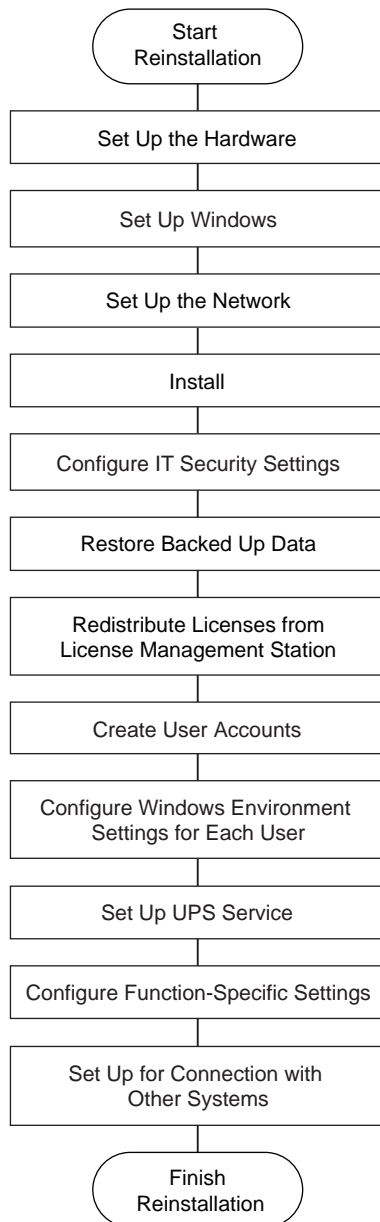 Start
Reinstallation
Set Up the Hardware
Set Up Windows
Set Up the Network
Install
Configure IT Security Settings
Restore Backed Up Data
Redistribute Licenses from
License Management Station
Create User Accounts
Configure Windows Environment
Settings for Each User
Set Up UPS Service
Configure Function-Specific Settings
Set Up for Connection with
Other Systems
Finish
Reinstallation